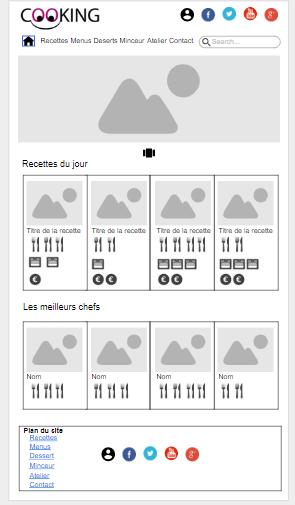 COOKING
Recettes Menus Desserts Minceur Atelier Contact
Search...
Recettes du jour
Titre de la recette Titre de la recette Titre de la recette Titre de la recette
Les meilleurs chefs
Nom Nom Nom Nom
Plan du site
Recettes
Menus
Dessert
Minceur
Atelier
Contact